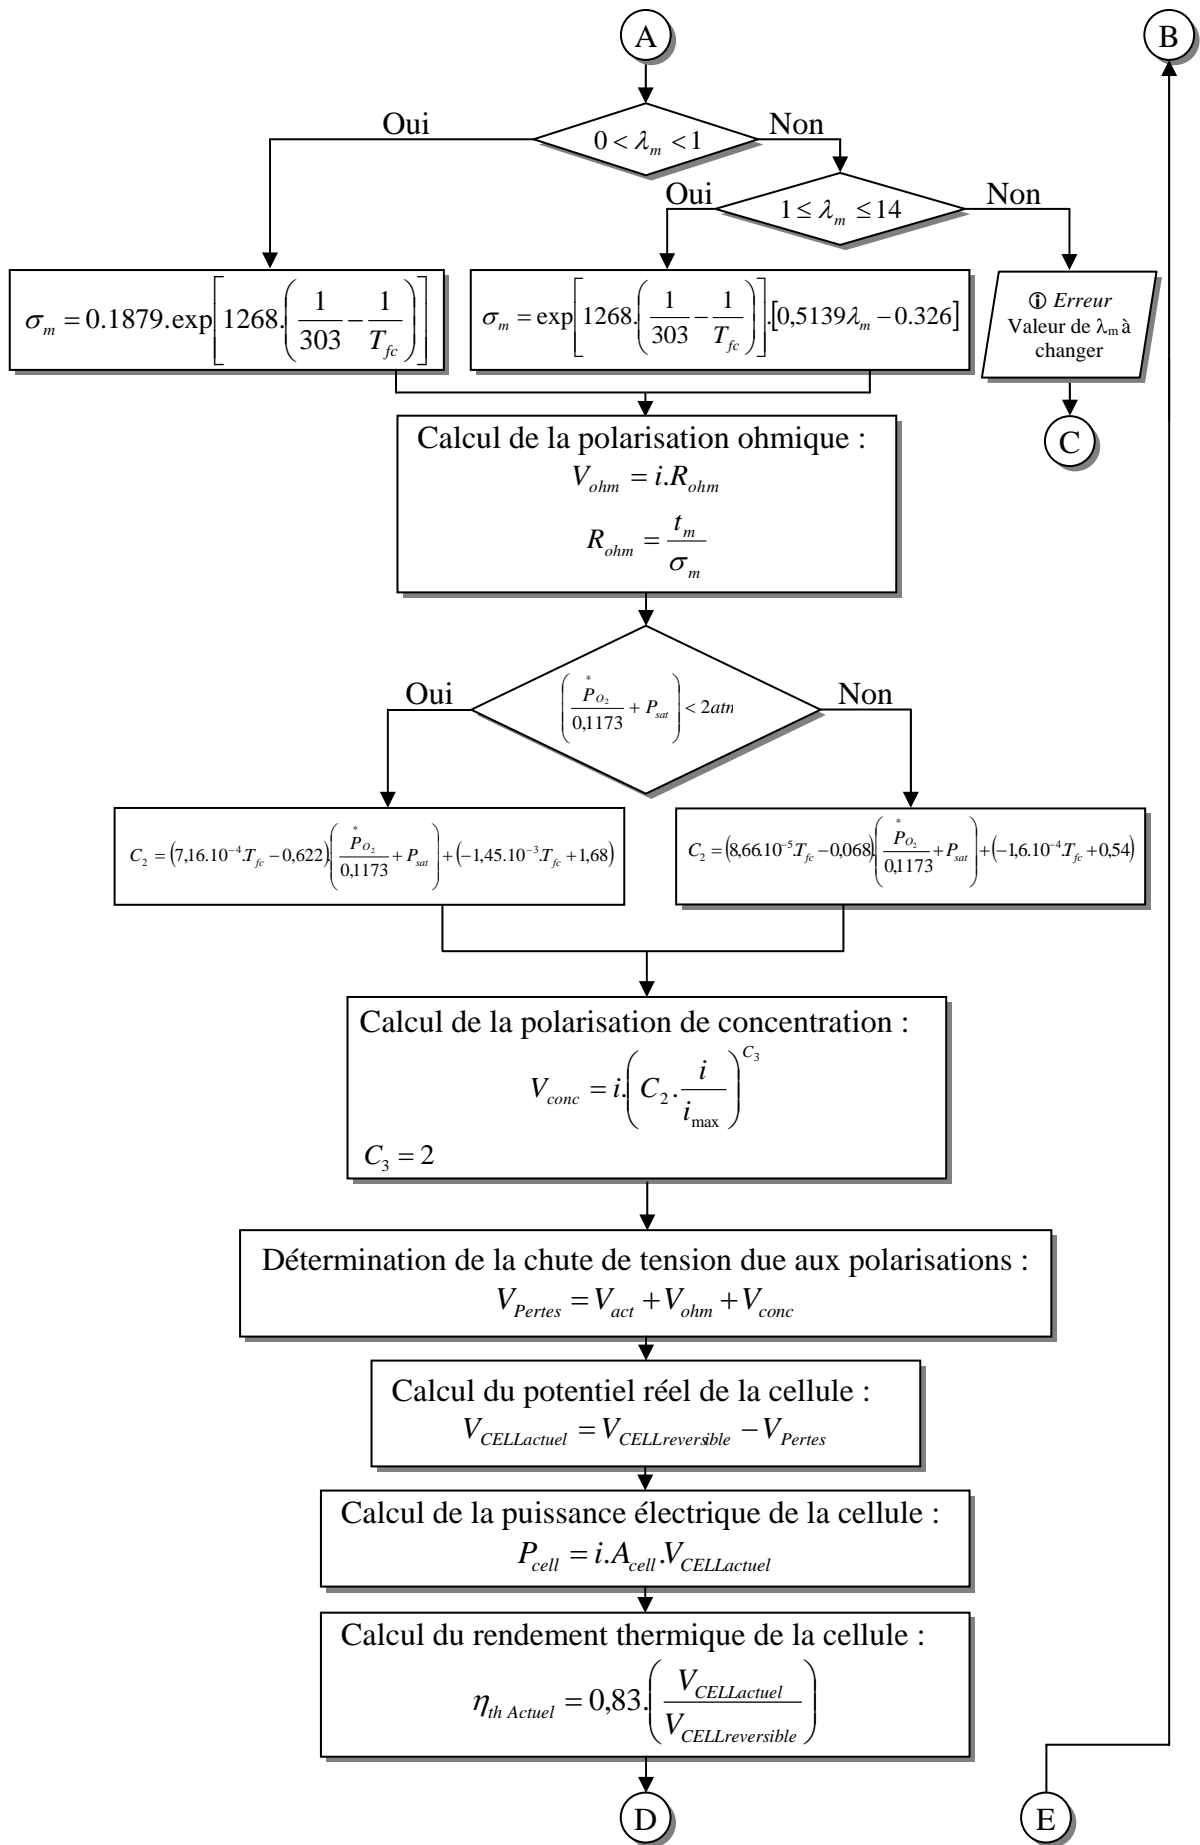 A
B
Oui
0 < λm < 1
Non
Oui
1 ≤ λm ≤ 14
Non
σm = 0.1879.exp[1268.(1/303 − 1/Tfc)]
σm = exp[1268.(1/303 − 1/Tfc)].[0,5139λm − 0.326]
ⓘ Erreur
Valeur de λm à
changer
C
Calcul de la polarisation ohmique :
Vohm = i.Rohm
Rohm = tm/σm
Oui
(P*O2/0,1173 + Psat) < 2atm
Non
C2 = (7,16.10^−4.Tfc − 0,622).(P*O2/0,1173 + Psat) + (−1,45.10^−3.Tfc + 1,68)
C2 = (8,66.10^−5.Tfc − 0,068).(P*O2/0,1173 + Psat) + (−1,6.10^−4.Tfc + 0,54)
Calcul de la polarisation de concentration :
Vconc = i.(C2.i/imax)^C3
C3 = 2
Détermination de la chute de tension due aux polarisations :
VPertes = Vact + Vohm + Vconc
Calcul du potentiel réel de la cellule :
VCELLactuel = VCELLreversible − VPertes
Calcul de la puissance électrique de la cellule :
Pcell = i.Acell.VCELLactuel
Calcul du rendement thermique de la cellule :
ηth Actuel = 0,83.(VCELLactuel/VCELLreversible)
D
E